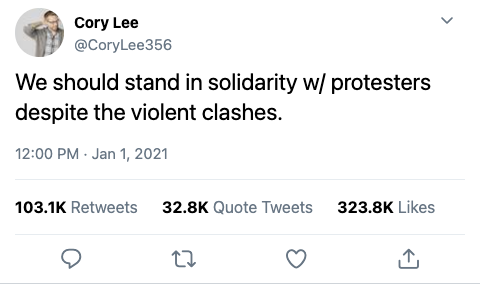 Cory Lee
@CoryLee356
We should stand in solidarity w/ protesters
despite the violent clashes.
12:00 PM · Jan 1, 2021
103.1K Retweets 32.8K Quote Tweets 323.8K Likes